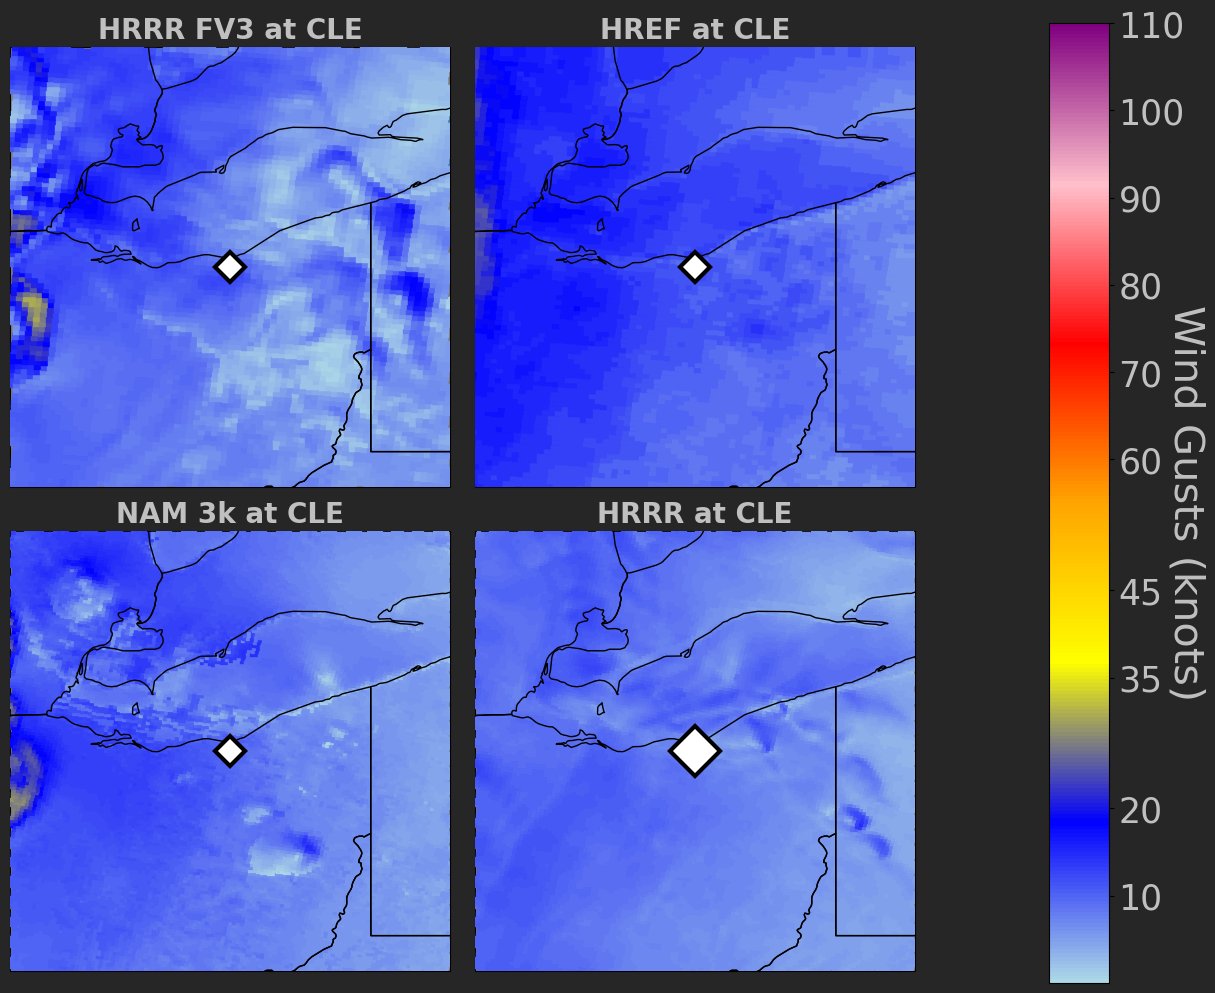 HRRR FV3 at CLE
HREF at CLE
NAM 3k at CLE
HRRR at CLE
110
100
90
80
70
60
45
35
20
10
Wind Gusts (knots)